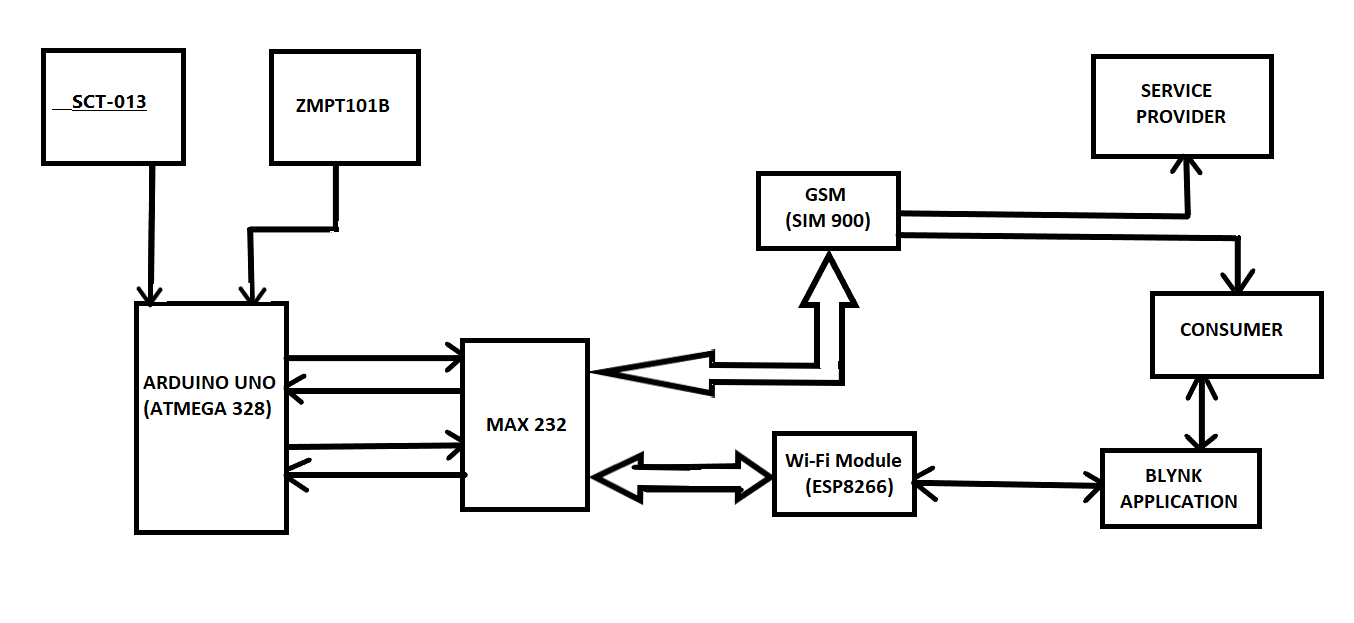 SCT-013
ZMPT101B
SERVICE
PROVIDER
GSM
(SIM 900)
CONSUMER
ARDUINO UNO
(ATMEGA 328)
MAX 232
Wi-Fi Module
(ESP8266)
BLYNK
APPLICATION